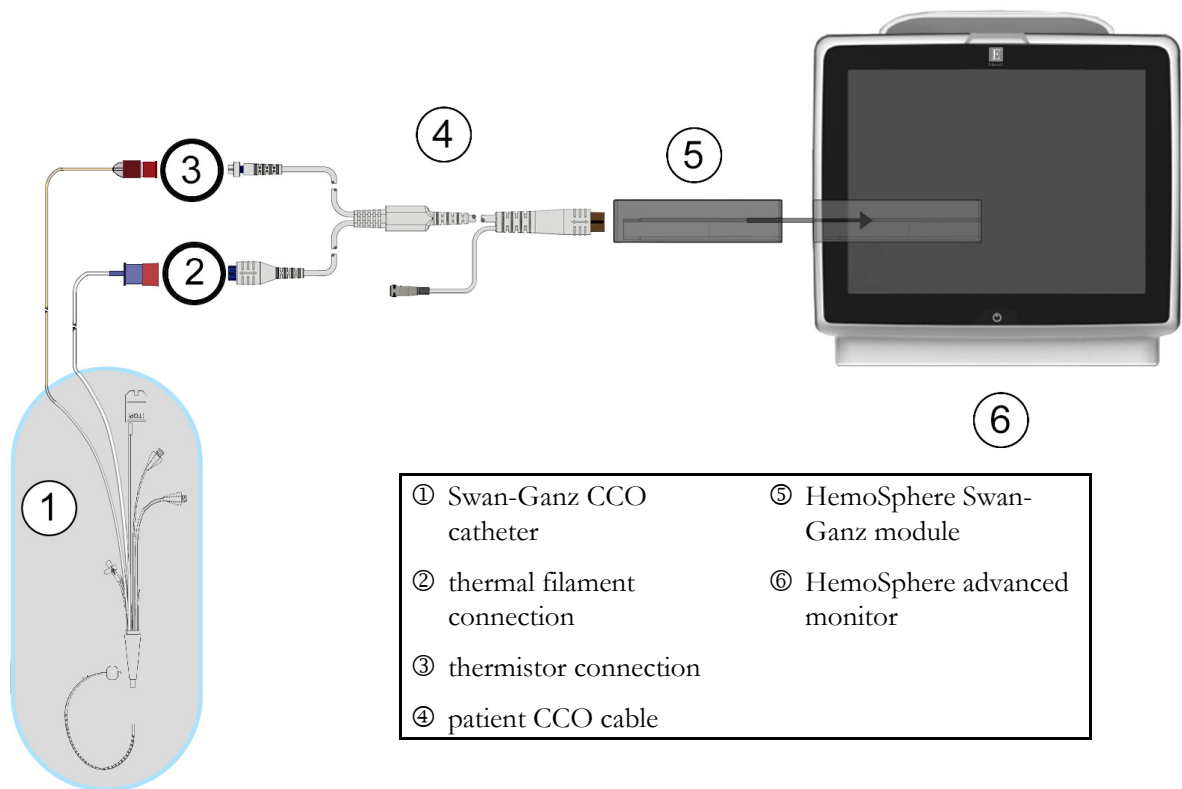 3
4
5
2
E
6
1
TOP
① Swan-Ganz CCO
catheter
② thermal filament
connection
③ thermistor connection
④ patient CCO cable
⑤ HemoSphere Swan-
Ganz module
⑥ HemoSphere advanced
monitor